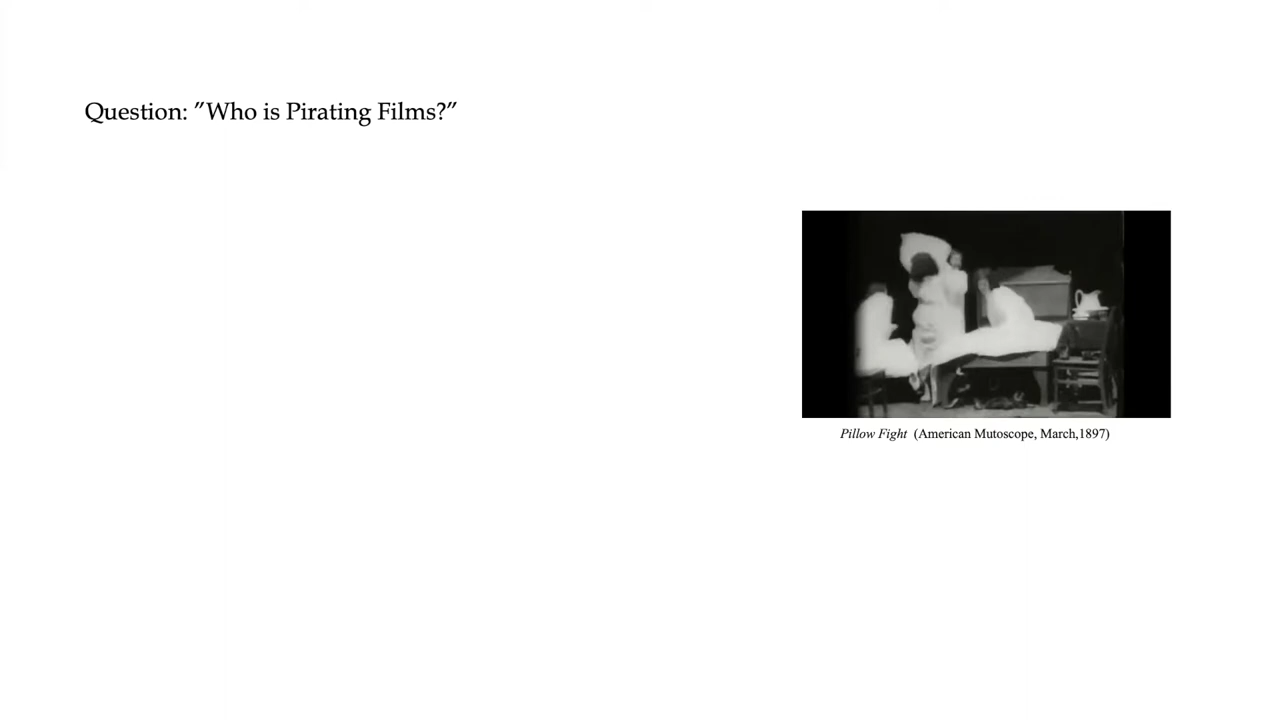 Question: ″Who is Pirating Films?″
Pillow Fight (American Mutoscope, March,1897)